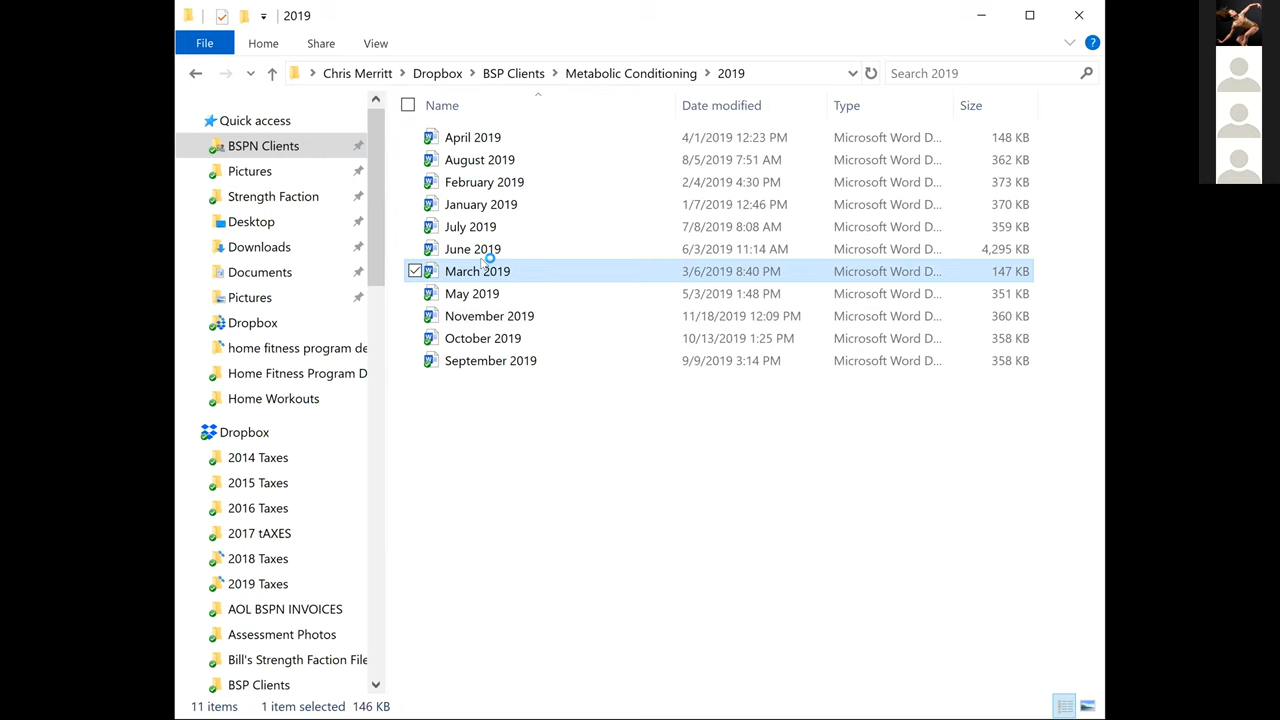 2019
File Home Share View
Chris Merritt Dropbox BSP Clients Metabolic Conditioning 2019 Search 2019
Name Date modified Type Size
Quick access
BSPN Clients
Pictures
Strength Faction
Desktop
Downloads
Documents
Pictures
Dropbox
home fitness program de
Home Fitness Program D
Home Workouts
Dropbox
2014 Taxes
2015 Taxes
2016 Taxes
2017 tAXES
2018 Taxes
2019 Taxes
AOL BSPN INVOICES
Assessment Photos
Bill's Strength Faction File
BSP Clients
April 2019 4/1/2019 12:23 PM Microsoft Word D... 148 KB
August 2019 8/5/2019 7:51 AM Microsoft Word D... 362 KB
February 2019 2/4/2019 4:30 PM Microsoft Word D... 373 KB
January 2019 1/7/2019 12:46 PM Microsoft Word D... 370 KB
July 2019 7/8/2019 8:08 AM Microsoft Word D... 359 KB
June 2019 6/3/2019 11:14 AM Microsoft Word D... 4,295 KB
March 2019 3/6/2019 8:40 PM Microsoft Word D... 147 KB
May 2019 5/3/2019 1:48 PM Microsoft Word D... 351 KB
November 2019 11/18/2019 12:09 PM Microsoft Word D... 360 KB
October 2019 10/13/2019 1:25 PM Microsoft Word D... 358 KB
September 2019 9/9/2019 3:14 PM Microsoft Word D... 358 KB
11 items 1 item selected 146 KB